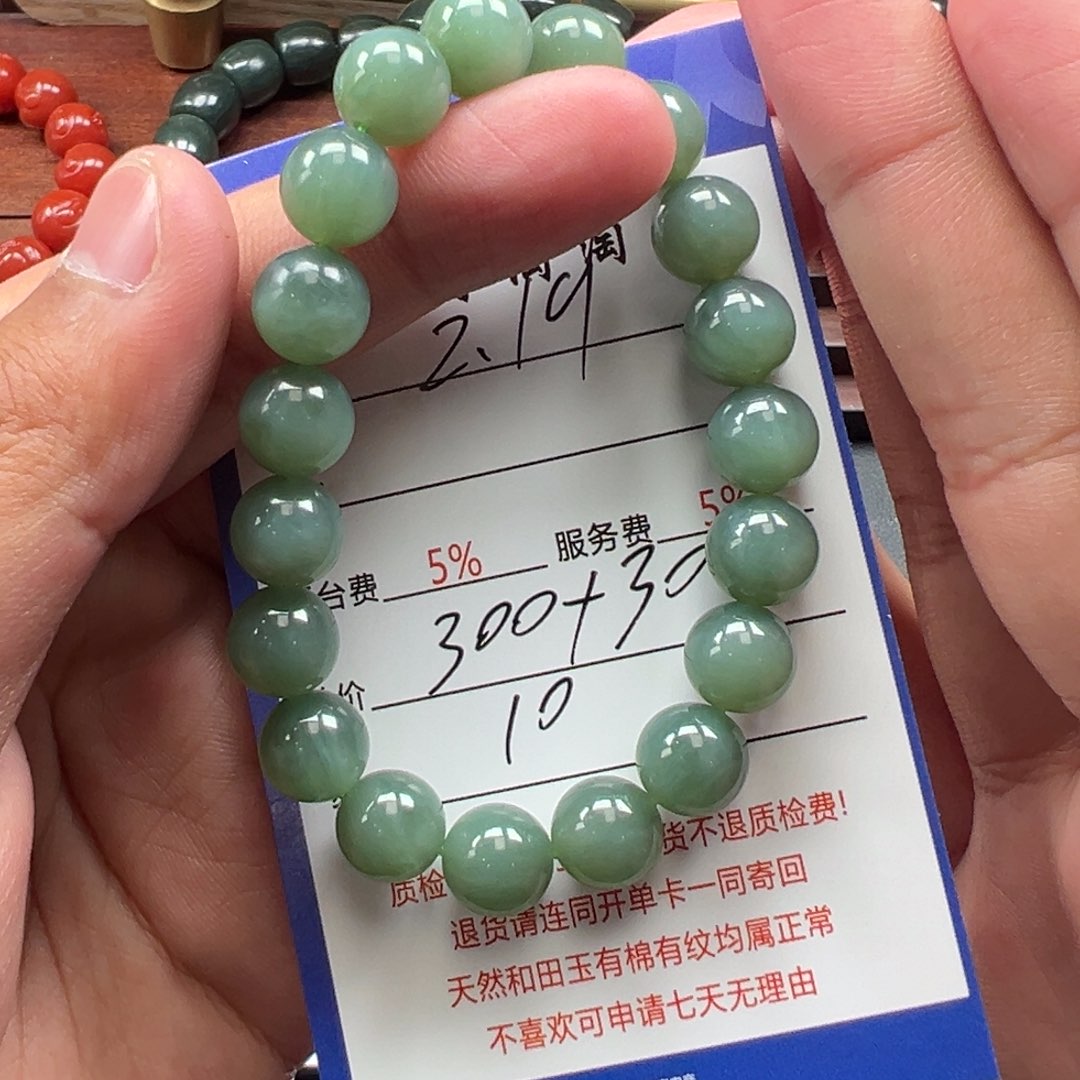 淘
2.19
台费 5% 服务费 5%
300+30
价
10
货不退质检费!
质检
退货请连同开单卡一同寄回
天然和田玉有棉有纹均属正常
不喜欢可申请七天无理由